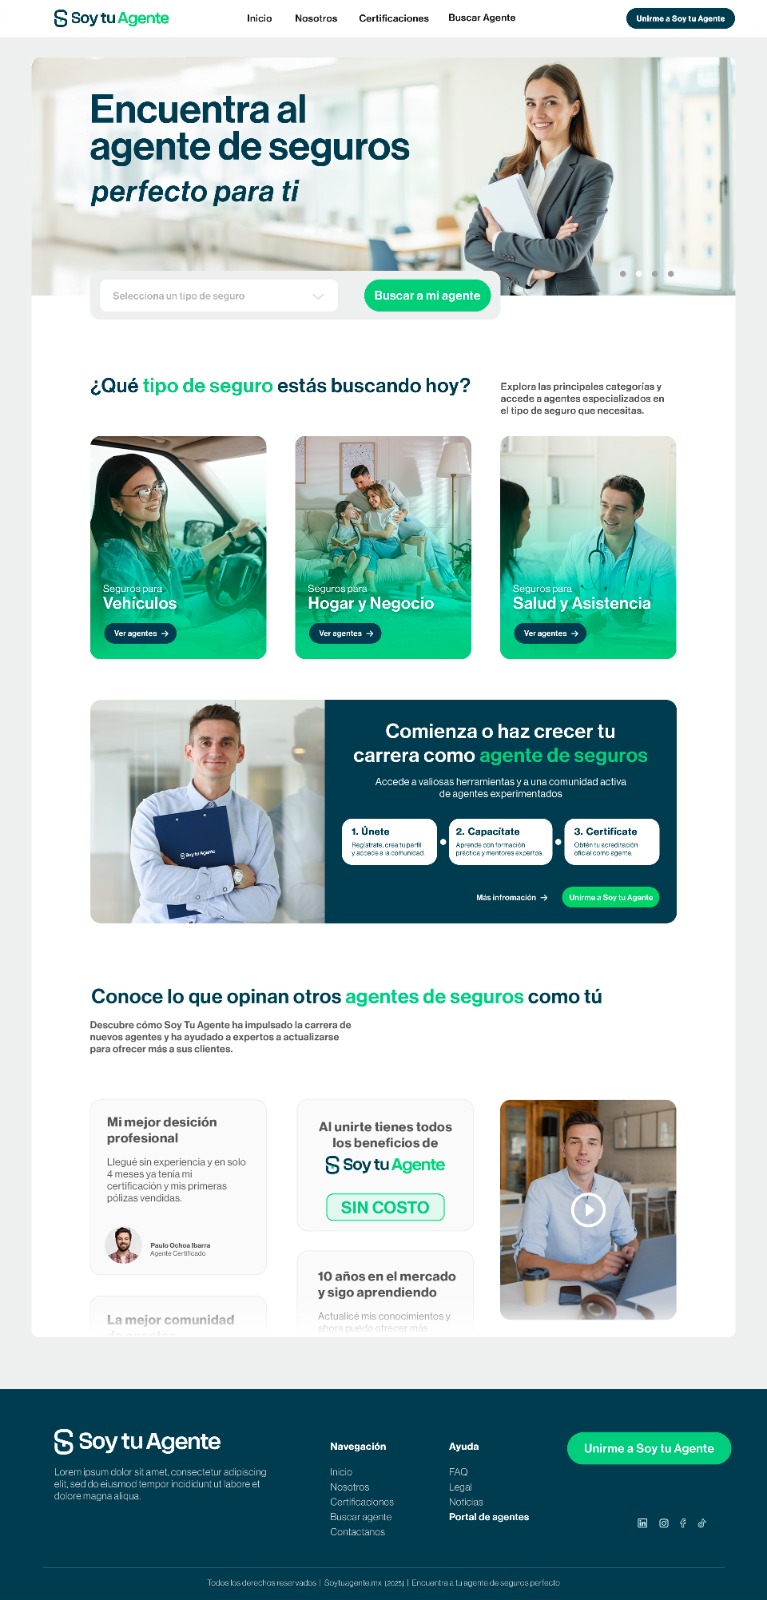 Soy tu Agente
Inicio
Nosotros
Certificaciones
Buscar Agente
Unirme a Soy tu Agente
Encuentra al
agente de seguros
perfecto para ti
Selecciona un tipo de seguro
Buscar a mi agente
¿Qué tipo de seguro estás buscando hoy?
Explora las principales categorías y
accede a agentes especializados en
el tipo de seguro que necesitas.
Seguros para
Vehículos
Ver agentes →
Seguros para
Hogar y Negocio
Ver agentes →
Seguros para
Salud y Asistencia
Ver agentes →
Soy tu Agente
Comienza o haz crecer tu
carrera como agente de seguros
Accede a valiosas herramientas y a una comunidad activa
de agentes experimentados
1. Únete
Regístrate, crea tu perfil
y accede a la comunidad.
2. Capacítate
Aprende con formación
práctica y mentores expertos.
3. Certifícate
Obtén tu acreditación
oficial como agente.
Más infromación →
Unirme a Soy tu Agente
Conoce lo que opinan otros agentes de seguros como tú
Descubre cómo Soy Tu Agente ha impulsado la carrera de
nuevos agentes y ha ayudado a expertos a actualizarse
para ofrecer más a sus clientes.
Mi mejor desición
profesional
Llegué sin experiencia y en solo
4 meses ya tenía mi
certificación y mis primeras
pólizas vendidas.
Paulo Ochoa Ibarra
Agente Certificado
La mejor comunidad
de agentes
Al unirte tienes todos
los beneficios de
Soy tu Agente
SIN COSTO
10 años en el mercado
y sigo aprendiendo
Actualicé mis conocimientos y
ahora puedo ofrecer más
Soy tu Agente
Lorem ipsum dolor sit amet, consectetur adipiscing
elit, sed do eiusmod tempor incididunt ut labore et
dolore magna aliqua.
Navegación
Inicio
Nosotros
Certificaciones
Buscar agente
Contactanos
Ayuda
FAQ
Legal
Noticias
Portal de agentes
Unirme a Soy tu Agente
Todos los derechos reservados | Soytuagente.mx [2025] | Encuentra a tu agente de seguros perfecto